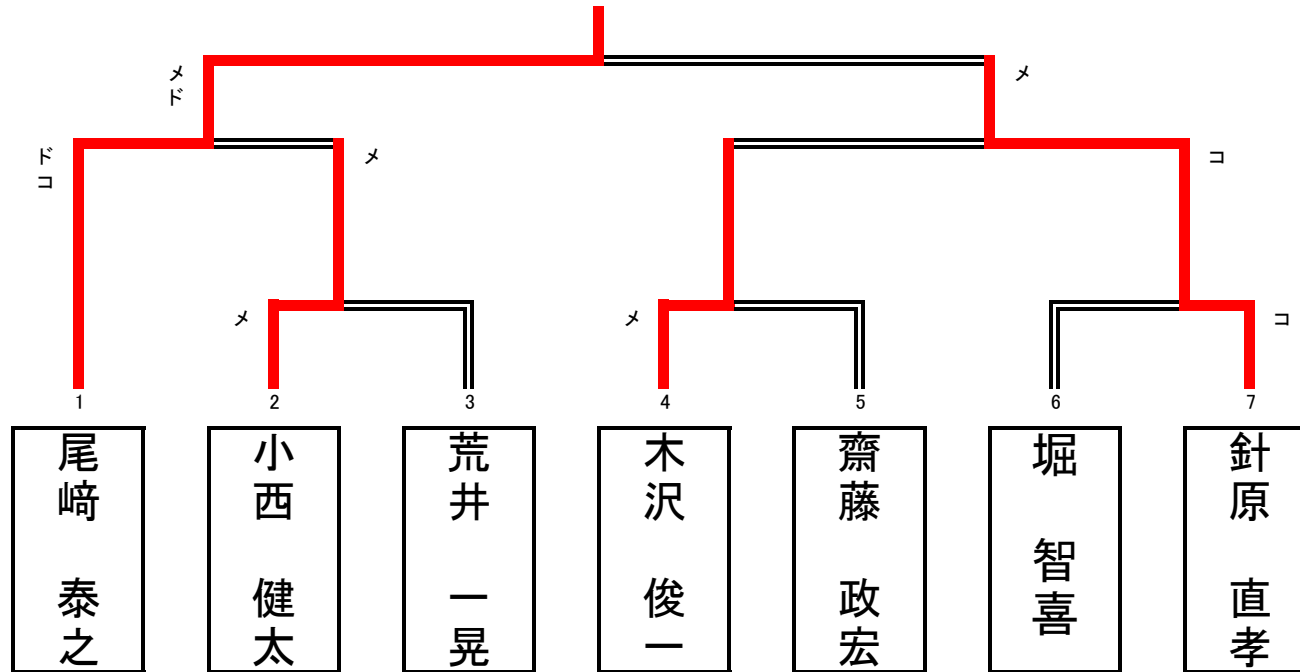 メ
ド
メ
ド
コ
メ
コ
メ
メ
コ
1
2
3
4
5
6
7
尾﨑 泰之
小西 健太
荒井 一晃
木沢 俊一
齋藤 政宏
堀 智喜
針原 直孝